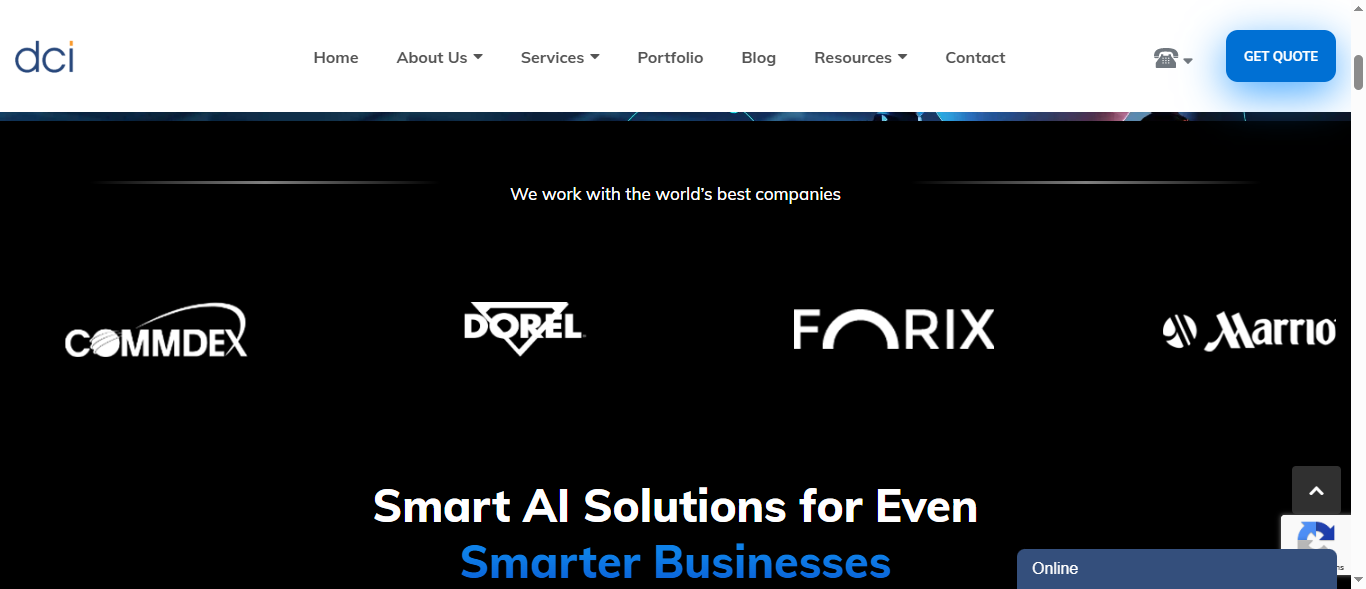 dci
Home About Us Services Portfolio Blog Resources Contact
GET QUOTE
We work with the world’s best companies
COMMDEX
DOREL
FORIX
Marrio
Smart AI Solutions for Even
Smarter Businesses
Online